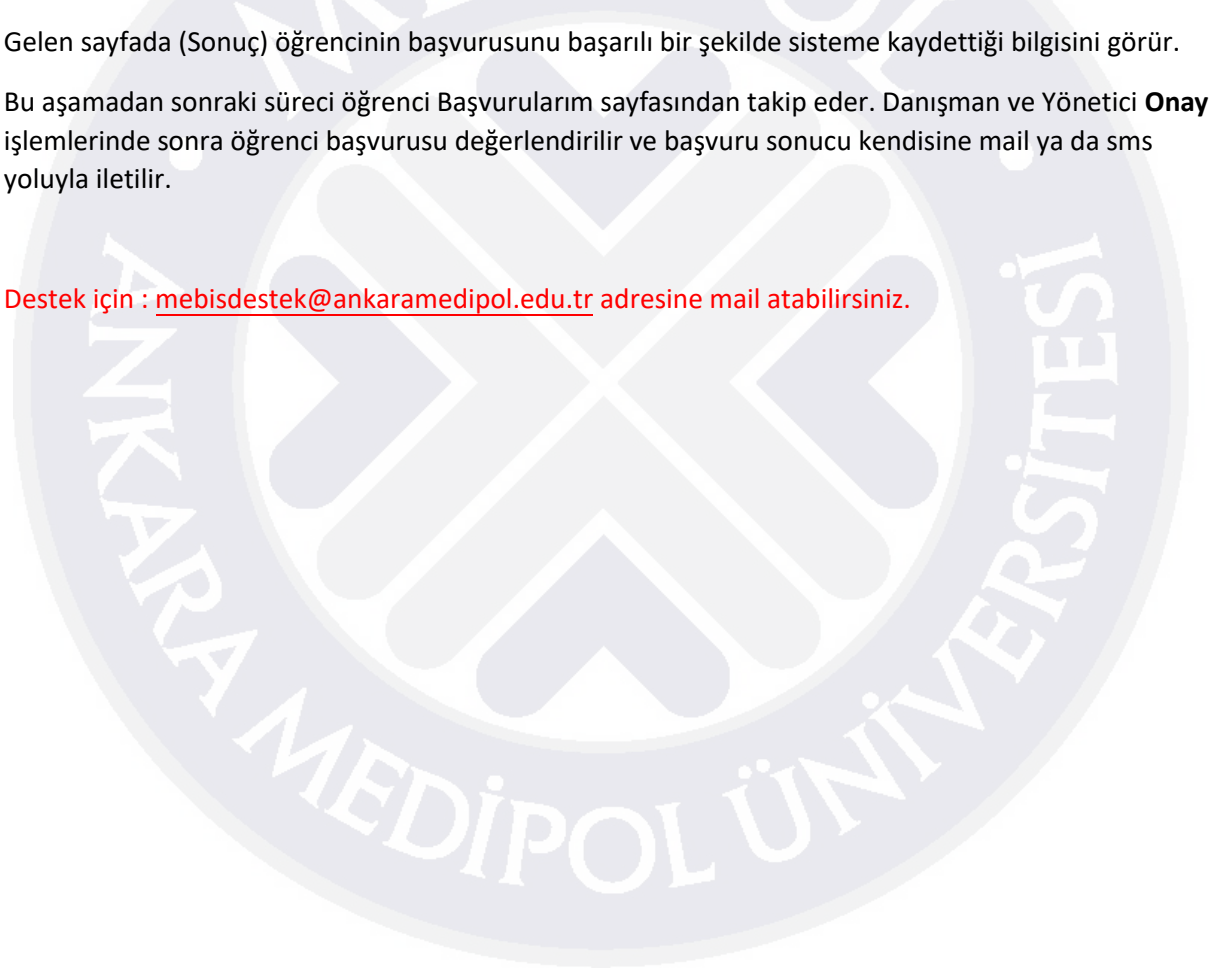 Gelen sayfada (Sonuç) öğrencinin başvurusunu başarılı bir şekilde sisteme kaydettiği bilgisini görür.
Bu aşamadan sonraki süreci öğrenci Başvurularım sayfasından takip eder. Danışman ve Yönetici Onay
işlemlerinde sonra öğrenci başvurusu değerlendirilir ve başvuru sonucu kendisine mail ya da sms
yoluyla iletilir.
Destek için : mebisdestek@ankaramedipol.edu.tr adresine mail atabilirsiniz.
ANKARA MEDİPOL ÜNİVERSİTESİ